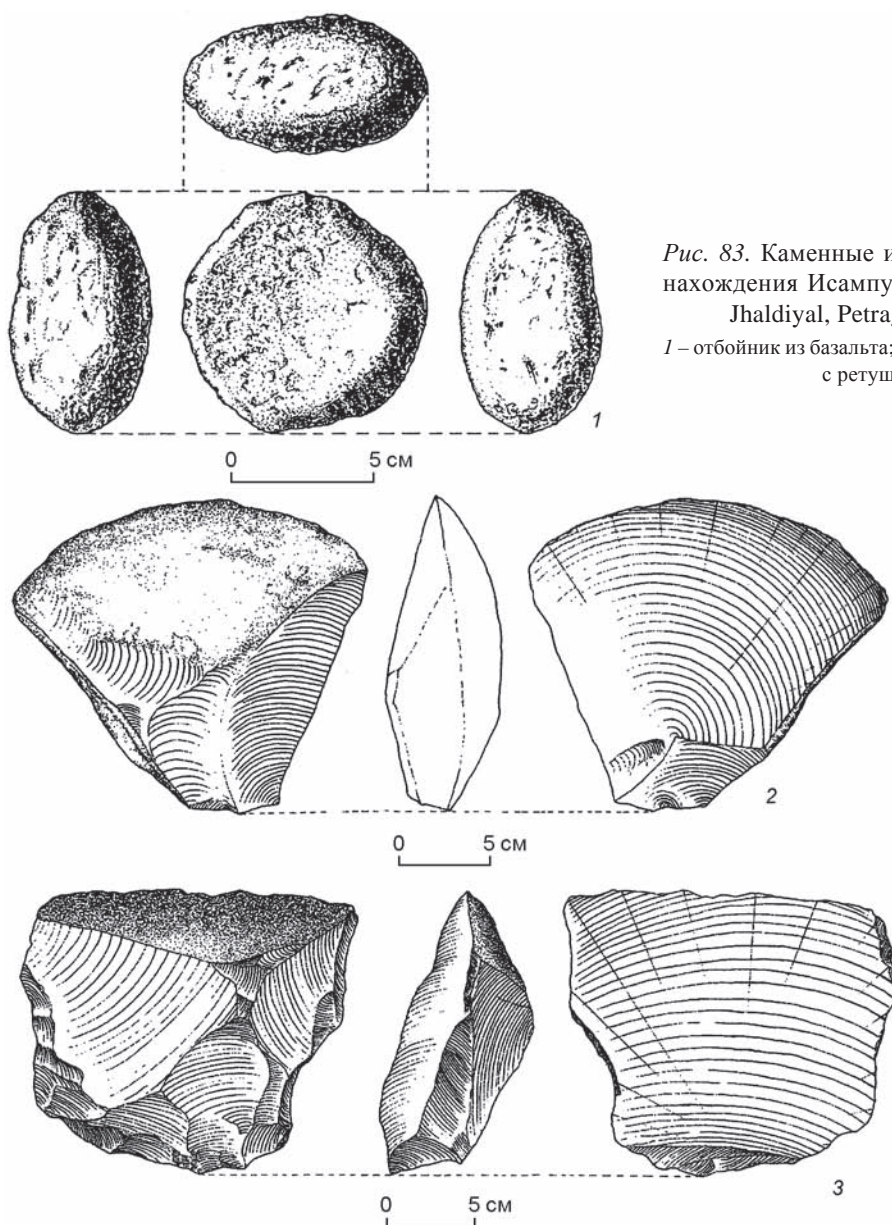 Рис. 83. Каменные и
нахождения Исампу
Jhaldiyal, Petra
1 – отбойник из базальта;
с ретуш
1
0 5 см
2
0 5 см
3
0 5 см